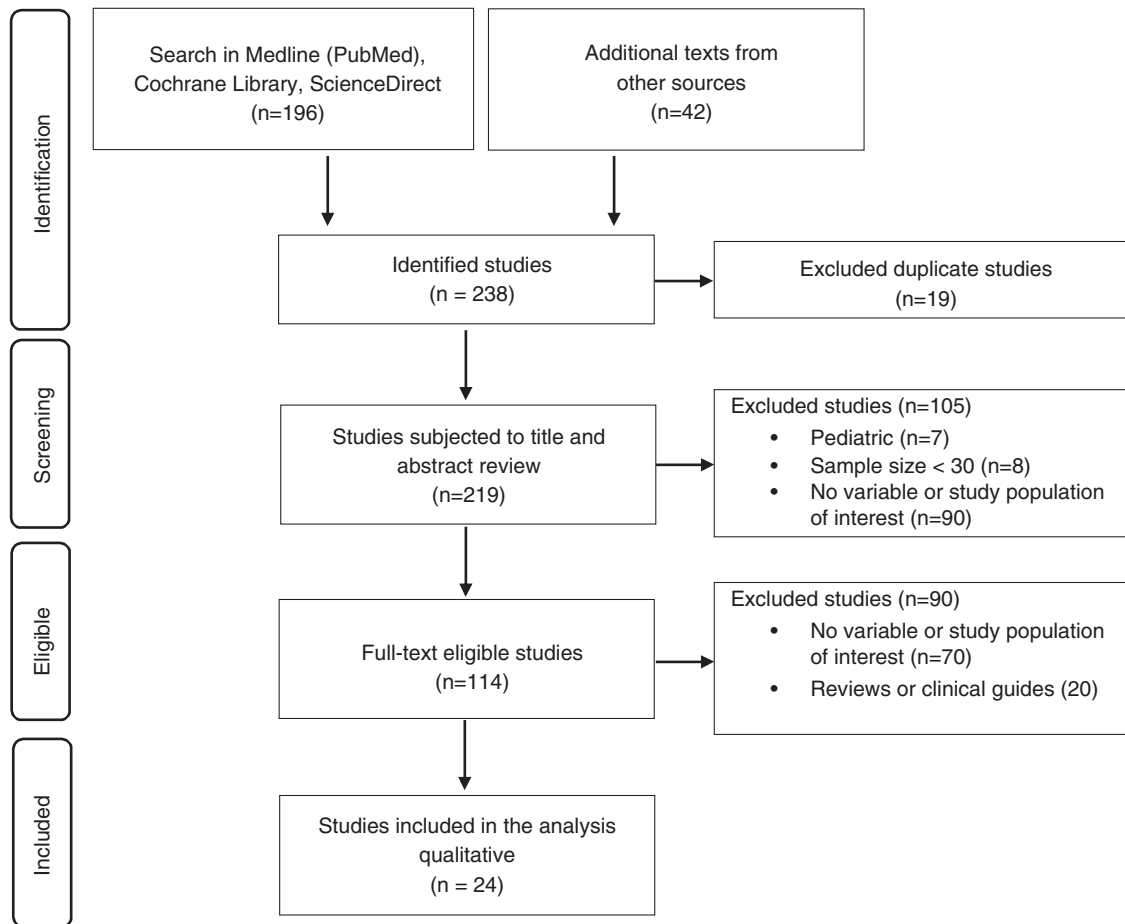 Identification
Search in Medline (PubMed),
Cochrane Library, ScienceDirect
(n=196)
Additional texts from
other sources
(n=42)
Identified studies
(n = 238)
Excluded duplicate studies
(n=19)
Screening
Studies subjected to title and
abstract review
(n=219)
Excluded studies (n=105)
• Pediatric (n=7)
• Sample size < 30 (n=8)
• No variable or study population
of interest (n=90)
Eligible
Full-text eligible studies
(n=114)
Excluded studies (n=90)
• No variable or study population
of interest (n=70)
• Reviews or clinical guides (20)
Included
Studies included in the analysis
qualitative
(n = 24)